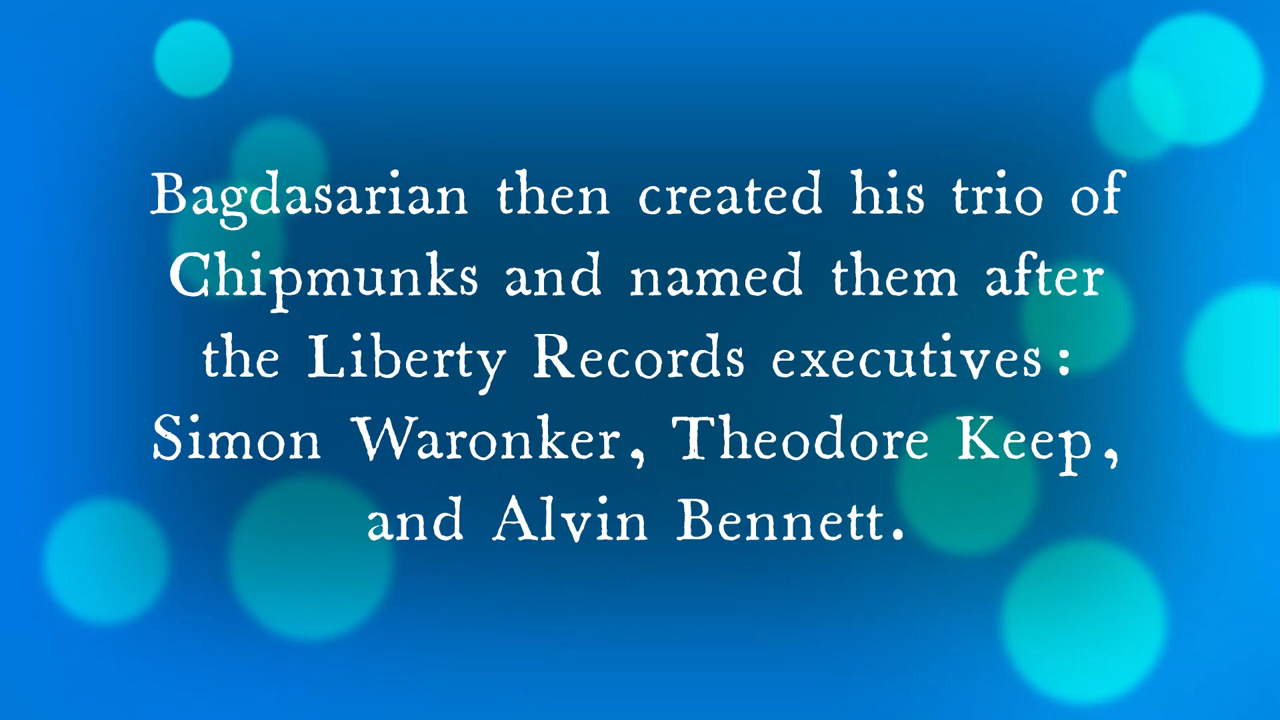 Bagdasarian then created his trio of
Chipmunks and named them after
the Liberty Records executives:
Simon Waronker, Theodore Keep,
and Alvin Bennett.